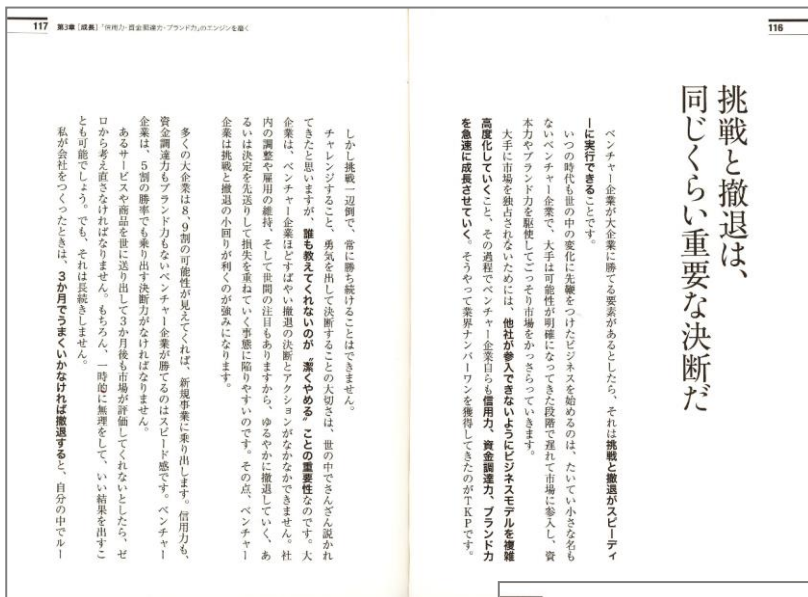 116
挑戦と撤退は、
同じくらい重要な決断だ
ベンチャー企業が大企業に勝てる要素があるとしたら、それは挑戦と撤退がスピーディ
ーに実行できることです。
いつの時代も世の中の変化に先鞭をつけたビジネスを始めるのは、たいてい小さな名も
ないベンチャー企業で、大手は可能性が明確になってきた段階で遅れて市場に参入し、資
本力やブランド力を駆使してごっそり市場をかっさらっていきます。
大手に市場を独占されないためには、他社が参入できないようにビジネスモデルを複雑
高度化していくこと、その過程でベンチャー企業自らも信用力、資金調達力、ブランド力
を急速に成長させていく。そうやって業界ナンバーワンを獲得してきたのがTKPです。
117 第3章 [成長] 「信用力・資金調達力・ブランド力」のエンジンを磨く
しかし挑戦一辺倒で、常に勝ち続けることはできません。
チャレンジすること、勇気を出して決断することの大切さは、世の中でさんざん説かれ
てきたと思いますが、誰も教えてくれないのが〝潔くやめる〟ことの重要性なのです。大
企業は、ベンチャー企業ほどすばやい撤退の決断とアクションがなかなかできません。社
内の調整や雇用の維持、そして世間の注目もありますから、ゆるやかに撤退していく、あ
るいは決定を先送りして損失を重ねていく事態に陥りやすいのです。その点、ベンチャー
企業は挑戦と撤退の小回りが利くのが強みになります。
多くの大企業は8、9割の可能性が見えてくれば、新規事業に乗り出します。信用力も、
資金調達力もブランド力もないベンチャー企業が勝てるのはスピード感です。ベンチャー
企業は、5割の勝率でも乗り出す決断力がなければなりません。
あるサービスや商品を世に送り出して3か月後も市場が評価してくれないとしたら、ゼ
ロから考え直さなければなりません。もちろん、一時的に無理をして、いい結果を出すこ
とも可能でしょう。でも、それは長続きしません。
私が会社をつくったときは、3か月でうまくいかなければ撤退すると、自分の中でルー